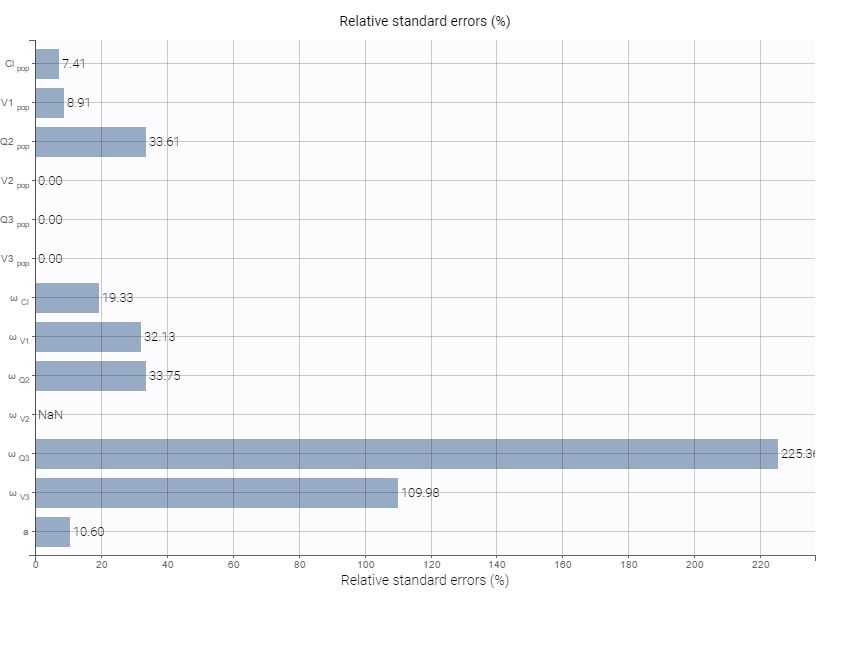 Relative standard errors (%)
Cl pop 7.41
V1 pop 8.91
Q2 pop 33.61
V2 pop 0.00
Q3 pop 0.00
V3 pop 0.00
ω Cl 19.33
ω V1 32.13
ω Q2 33.75
ω V2 NaN
ω Q3 225.36
ω V3 109.98
a 10.60
0 20 40 60 80 100 120 140 160 180 200 220
Relative standard errors (%)